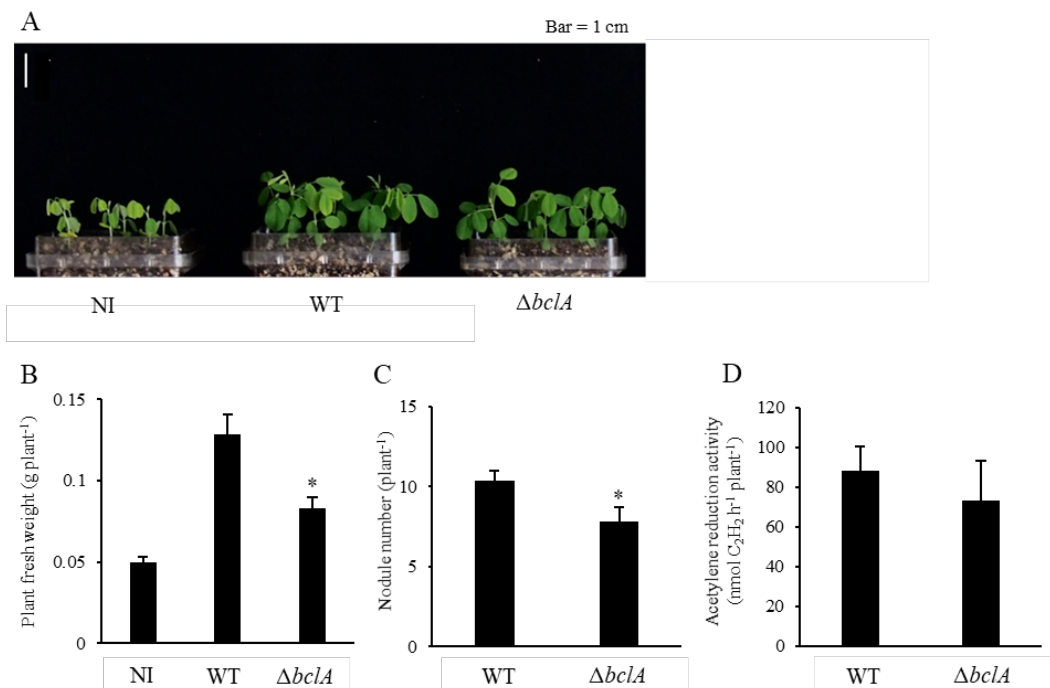 A
Bar = 1 cm
NI
WT
ΔbclA
B
Plant fresh weight (g plant⁻¹)
0.15
0.1
0.05
0
*
NI
WT
ΔbclA
C
Nodule number (plant⁻¹)
15
10
5
0
*
WT
ΔbclA
D
Acetylene reduction activity
(nmol C₂H₂ h⁻¹ plant⁻¹)
120
100
80
60
40
20
0
WT
ΔbclA